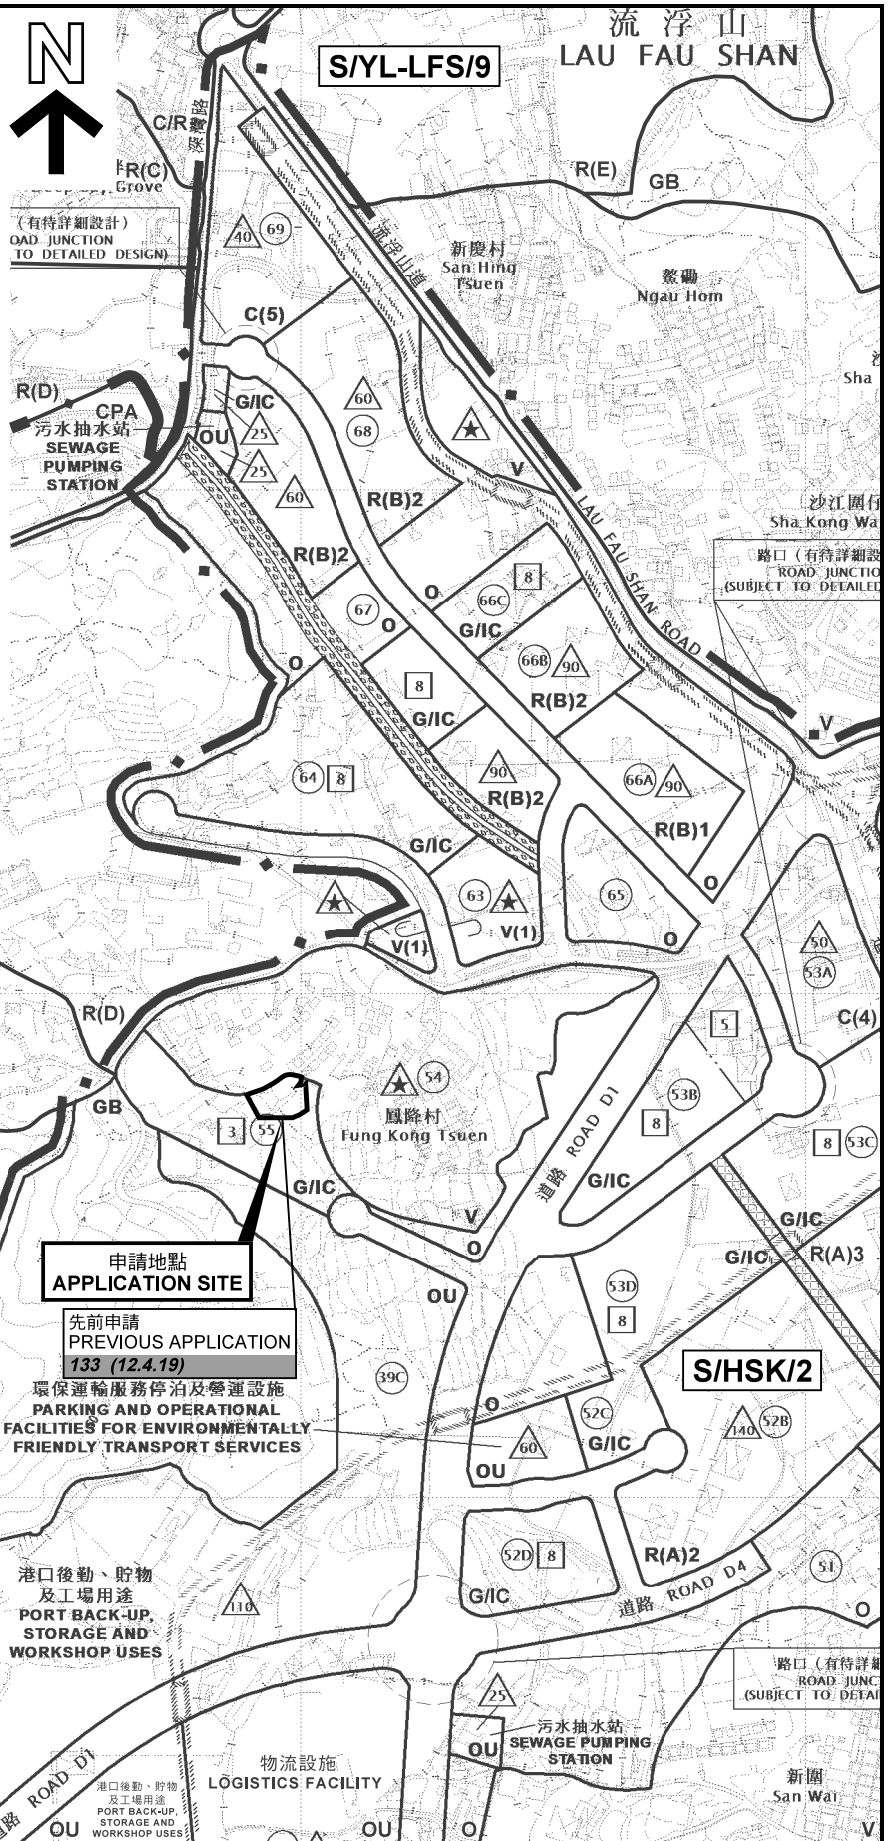 N
S/YL-LFS/9
流浮山
LAU FAU SHAN
C/R
深灣路
R(C)
Grove
R(E)
GB
(有待詳細設計)
OAD JUNCTION
TO DETAILED DESIGN)
40
69
流浮山道
新慶村
San Hing
Tsuen
鰲磡
Ngau Hom
C(5)
Sha
R(D)
CPA
G/IC
60
68
污水抽水站
SEWAGE
PUMPING
STATION
OU
25
25
60
V
R(B)2
LAU FAU SHAN ROAD
沙江圍仔
Sha Kong Wa
R(B)2
路口(有待詳細設
ROAD JUNCTIO
(SUBJECT TO DETAILED
8
66C
O
67
O
G/IC
66B
90
O
8
R(B)2
G/IC
V
64
8
90
66A
90
R(B)2
R(B)1
G/IC
O
63
65
V(1)
V(1)
O
50
53A
R(D)
5
C(4)
54
GB
鳳降村
Fung Kong Tsuen
53B
3
55
8
道路 ROAD D1
8
53C
G/IC
G/IC
V
O
G/IC
G/IC
R(A)3
申請地點
APPLICATION SITE
OU
53D
8
先前申請
PREVIOUS APPLICATION
133 (12.4.19)
S/HSK/2
環保運輸服務停泊及營運設施
PARKING AND OPERATIONAL
FACILITIES FOR ENVIRONMENTALLY
FRIENDLY TRANSPORT SERVICES
39C
O
52C
140
52B
60
G/IC
OU
52D
8
R(A)2
51
港口後勤、貯物
及工場用途
PORT BACK-UP,
STORAGE AND
WORKSHOP USES
110
G/IC
道路 ROAD D4
O
路口(有待詳細
ROAD JUNC
(SUBJECT TO DETAI
25
污水抽水站
SEWAGE PUMPING
STATION
OU
道路 ROAD D1
物流設施
LOGISTICS FACILITY
新圍
San Wai
港口後勤、貯物
及工場用途
PORT BACK-UP,
STORAGE AND
WORKSHOP USES
OU
OU
O
V